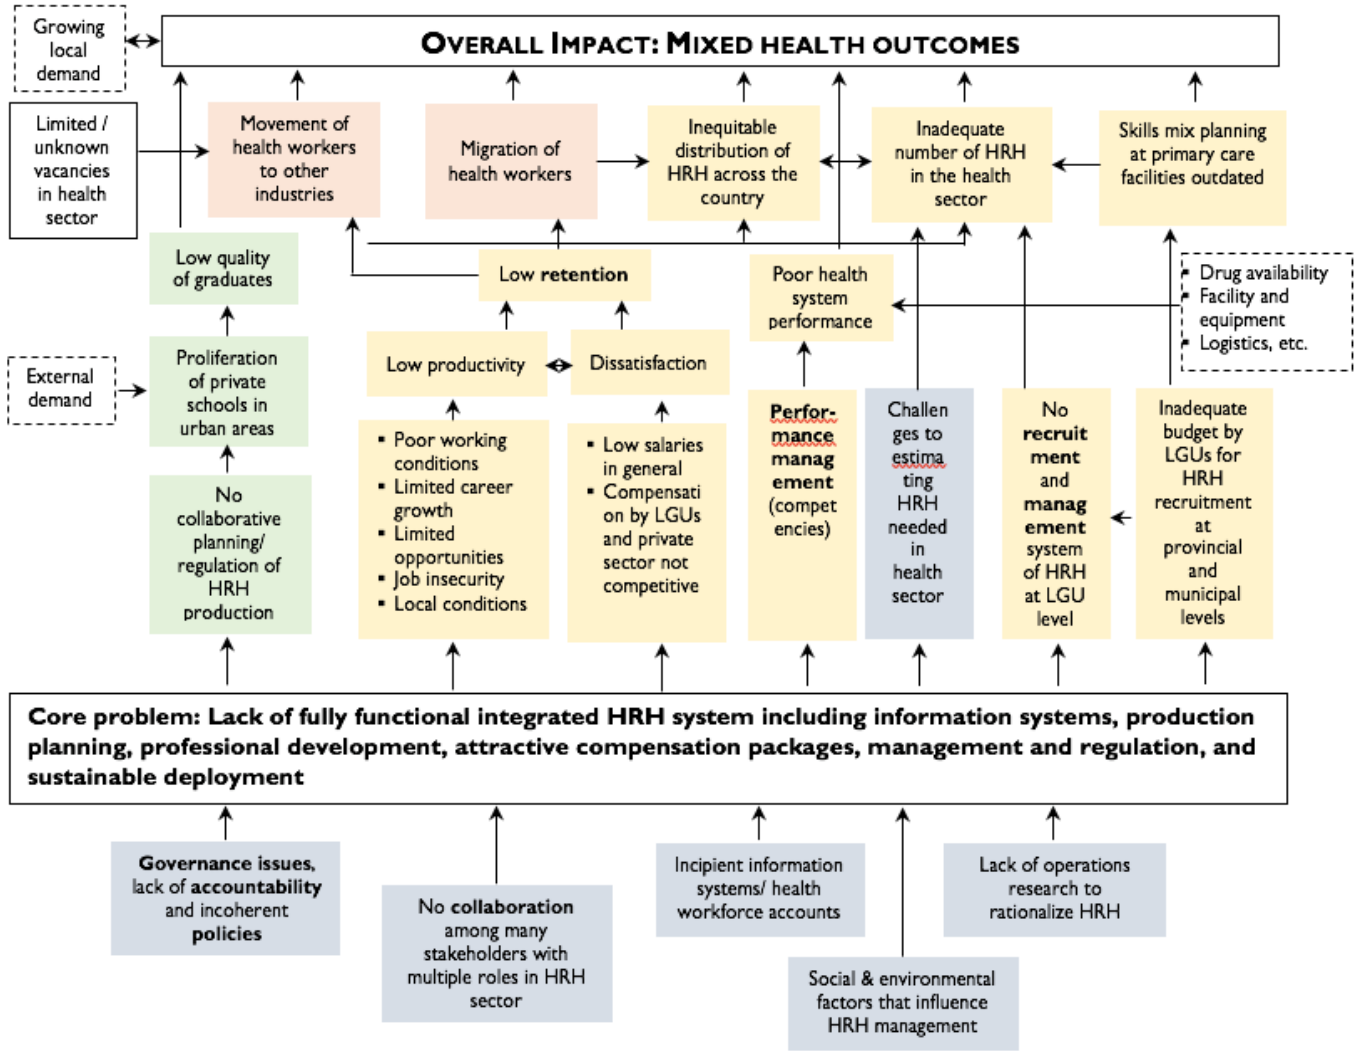 Growing
local
demand
OVERALL IMPACT: MIXED HEALTH OUTCOMES
Limited /
unknown
vacancies
in health
sector
Movement of
health workers
to other
industries
Migration of
health workers
Inequitable
distribution of
HRH across the
country
Inadequate
number of HRH
in the health
sector
Skills mix planning
at primary care
facilities outdated
Low quality
of graduates
Low retention
Poor health
system
performance
▪ Drug availability
▪ Facility and
equipment
▪ Logistics, etc.
External
demand
Proliferation
of private
schools in
urban areas
Low productivity
Dissatisfaction
No
collaborative
planning/
regulation of
HRH
production
▪ Poor working
conditions
▪ Limited career
growth
▪ Limited
opportunities
▪ Job insecurity
▪ Local conditions
▪ Low salaries
in general
▪ Compensati
on by LGUs
and private
sector not
competitive
Perfor-
mance
manag
ement
(compet
encies)
Challen
ges to
estima
ting
HRH
needed
in
health
sector
No
recruit
ment
and
manag
ement
system
of HRH
at LGU
level
Inadequate
budget by
LGUs for
HRH
recruitment
at
provincial
and
municipal
levels
Core problem: Lack of fully functional integrated HRH system including information systems, production
planning, professional development, attractive compensation packages, management and regulation, and
sustainable deployment
Governance issues,
lack of accountability
and incoherent
policies
No collaboration
among many
stakeholders with
multiple roles in HRH
sector
Incipient information
systems/ health
workforce accounts
Social & environmental
factors that influence
HRH management
Lack of operations
research to
rationalize HRH